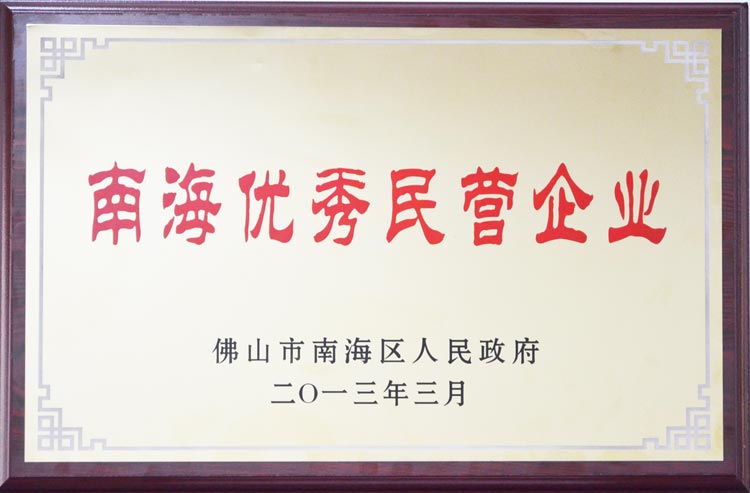 南海优秀民营企业
佛山市南海区人民政府
二〇一三年三月